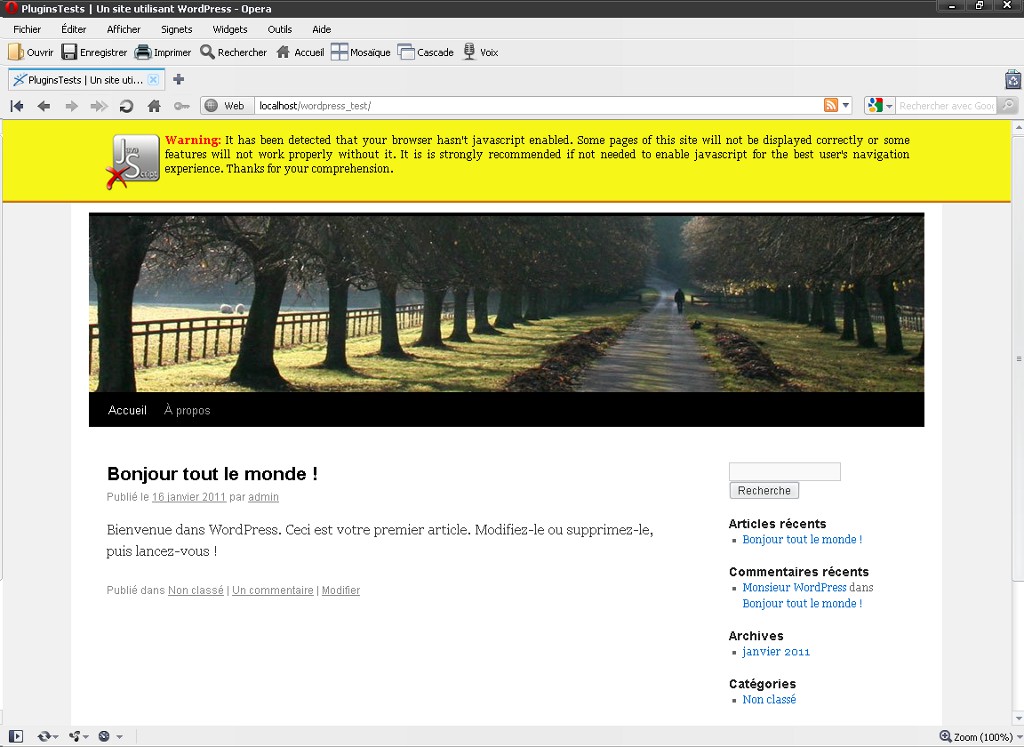 PluginsTests | Un site utilisant WordPress - Opera
Fichier Éditer Afficher Signets Widgets Outils Aide
Ouvrir Enregistrer Imprimer Rechercher Accueil Mosaïque Cascade Voix
PluginsTests | Un site uti...
Web localhost/wordpress_test/ Rechercher avec Goog
Java
JS
Script
Warning: It has been detected that your browser hasn't javascript enabled. Some pages of this site will not be displayed correctly or some
features will not work properly without it. It is is strongly recommended if not needed to enable javascript for the best user's navigation
experience. Thanks for your comprehension.
Accueil À propos
Bonjour tout le monde !
Publié le 16 janvier 2011 par admin
Bienvenue dans WordPress. Ceci est votre premier article. Modifiez-le ou supprimez-le,
puis lancez-vous !
Publié dans Non classé | Un commentaire | Modifier
Recherche
Articles récents
Bonjour tout le monde !
Commentaires récents
Monsieur WordPress dans
Bonjour tout le monde !
Archives
janvier 2011
Catégories
Non classé
Zoom (100%)